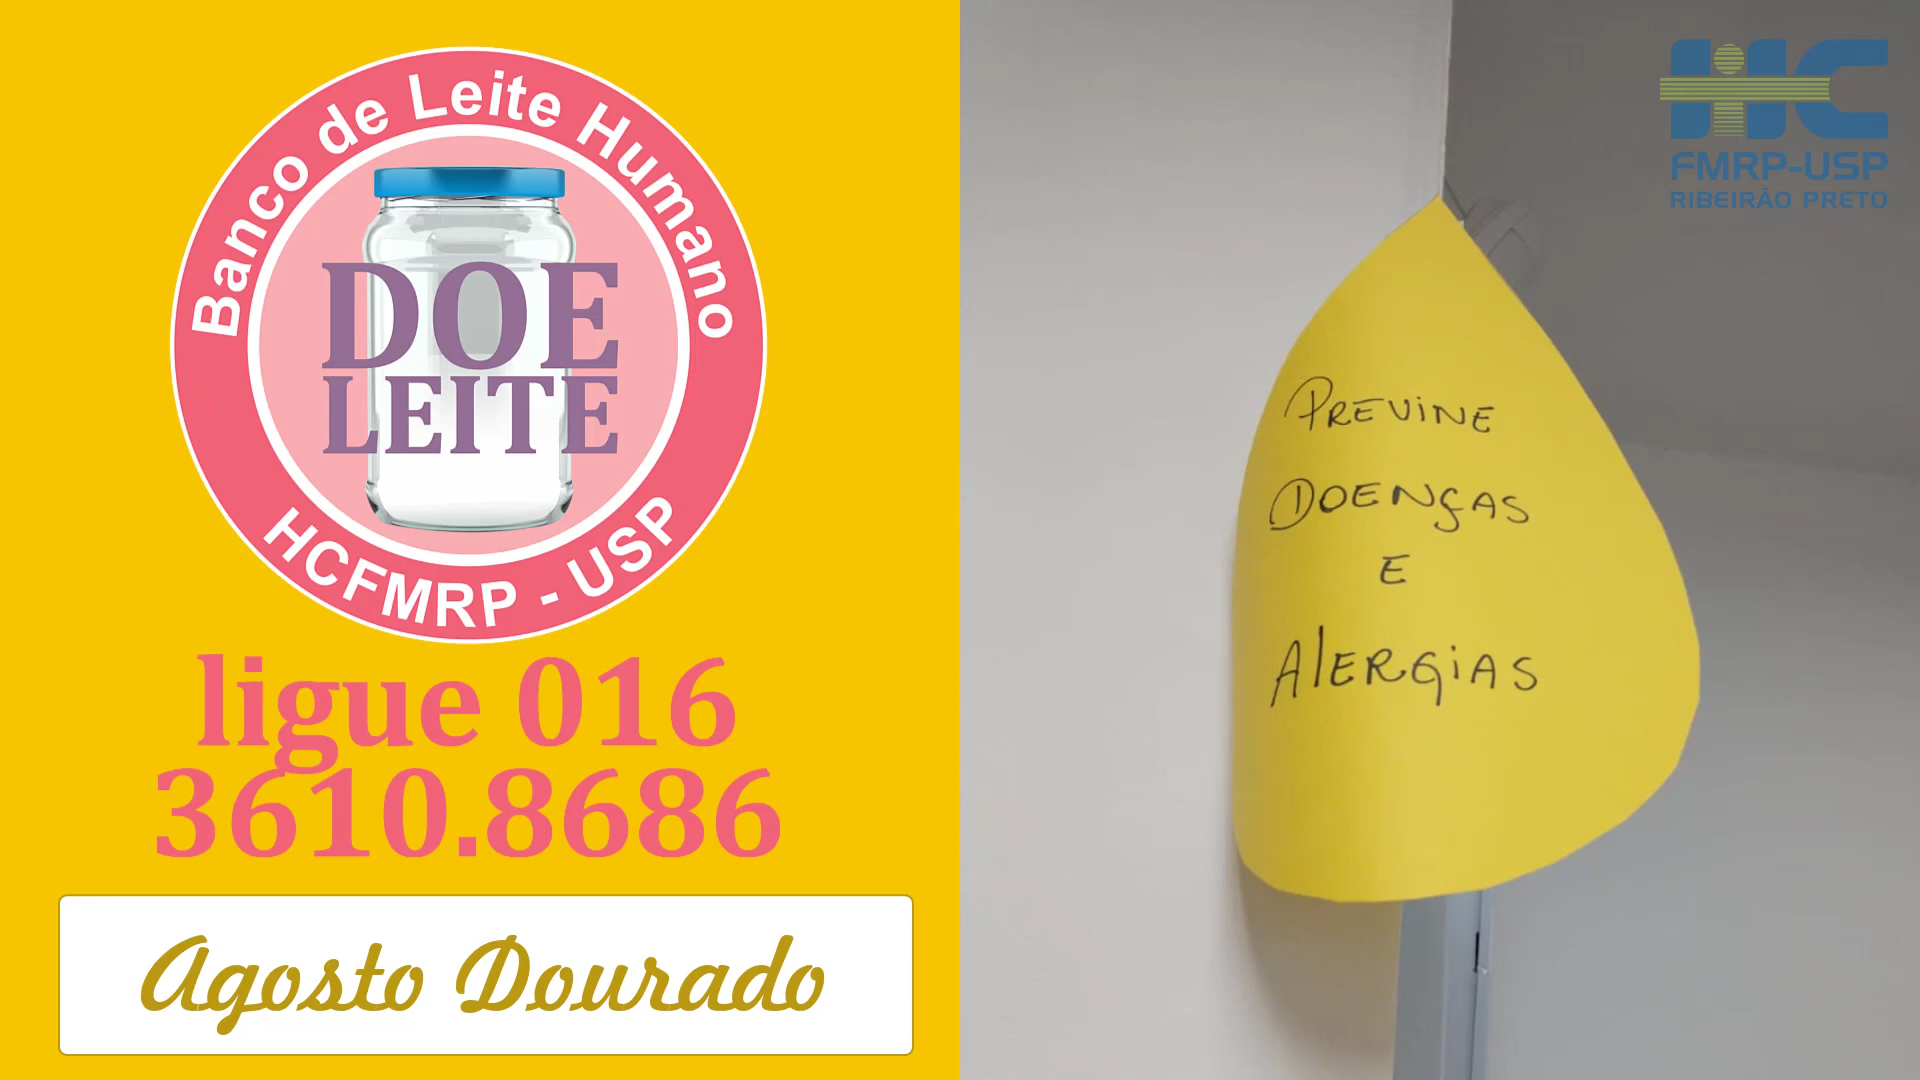 Banco de Leite Humano
DOE
LEITE
HCFMRP - USP
ligue 016
3610.8686
Agosto Dourado
HC
FMRP-USP
RIBEIRÃO PRETO
PREVINE
DOENÇAS
E
AlERGiAS